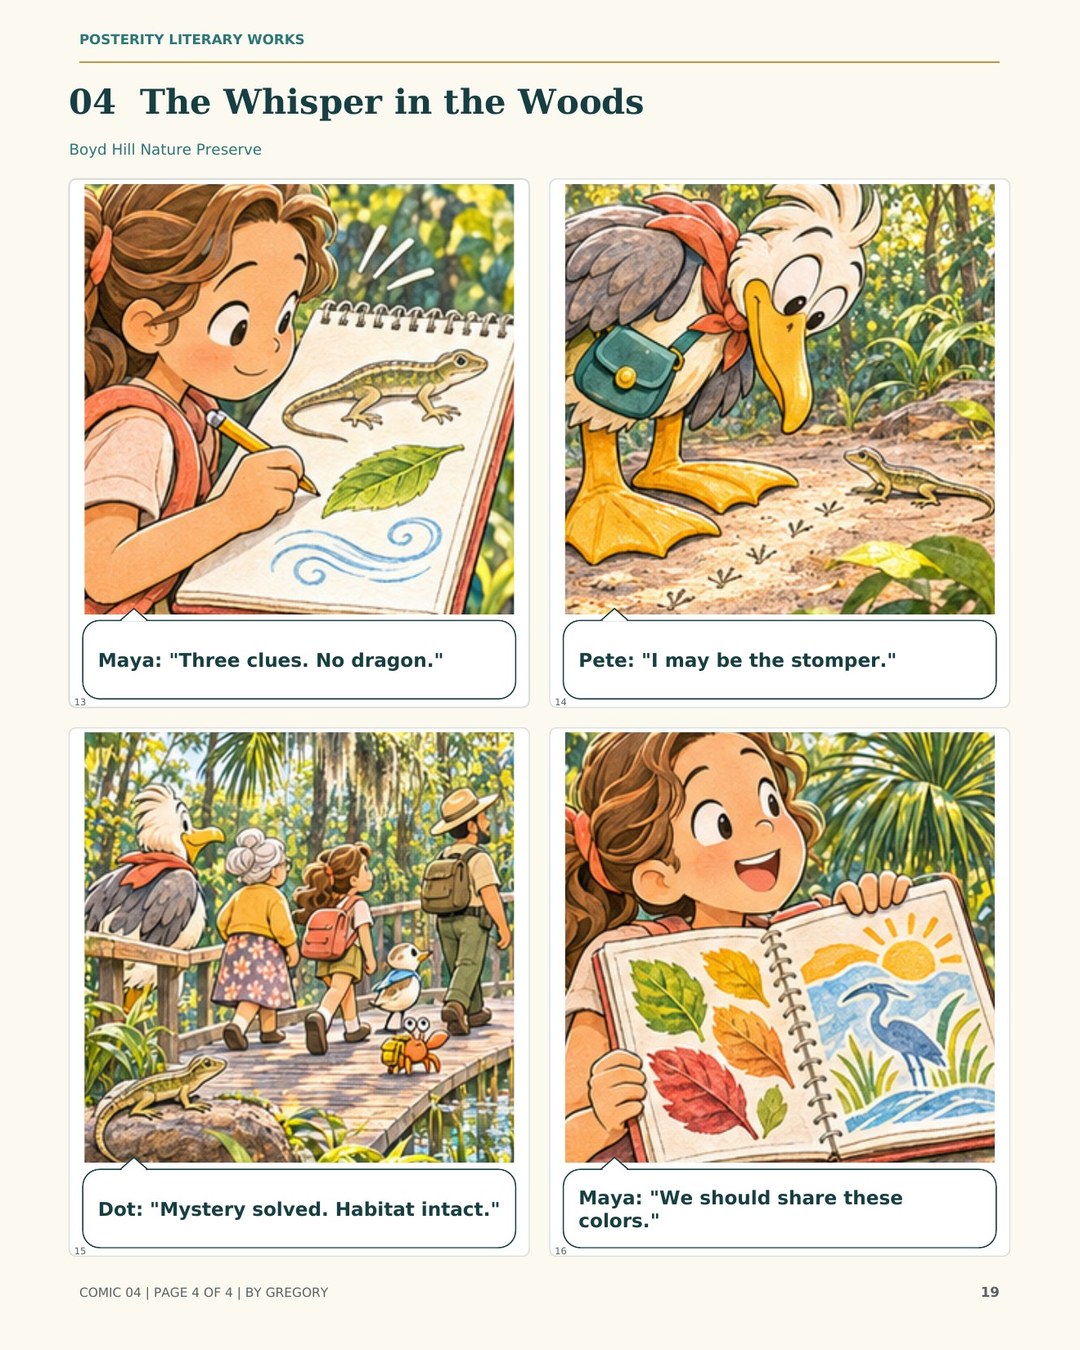 POSTERITY LITERARY WORKS
04 The Whisper in the Woods
Boyd Hill Nature Preserve
Maya: "Three clues. No dragon."
13
Pete: "I may be the stomper."
14
Dot: "Mystery solved. Habitat intact."
15
Maya: "We should share these
colors."
16
COMIC 04 | PAGE 4 OF 4 | BY GREGORY
19